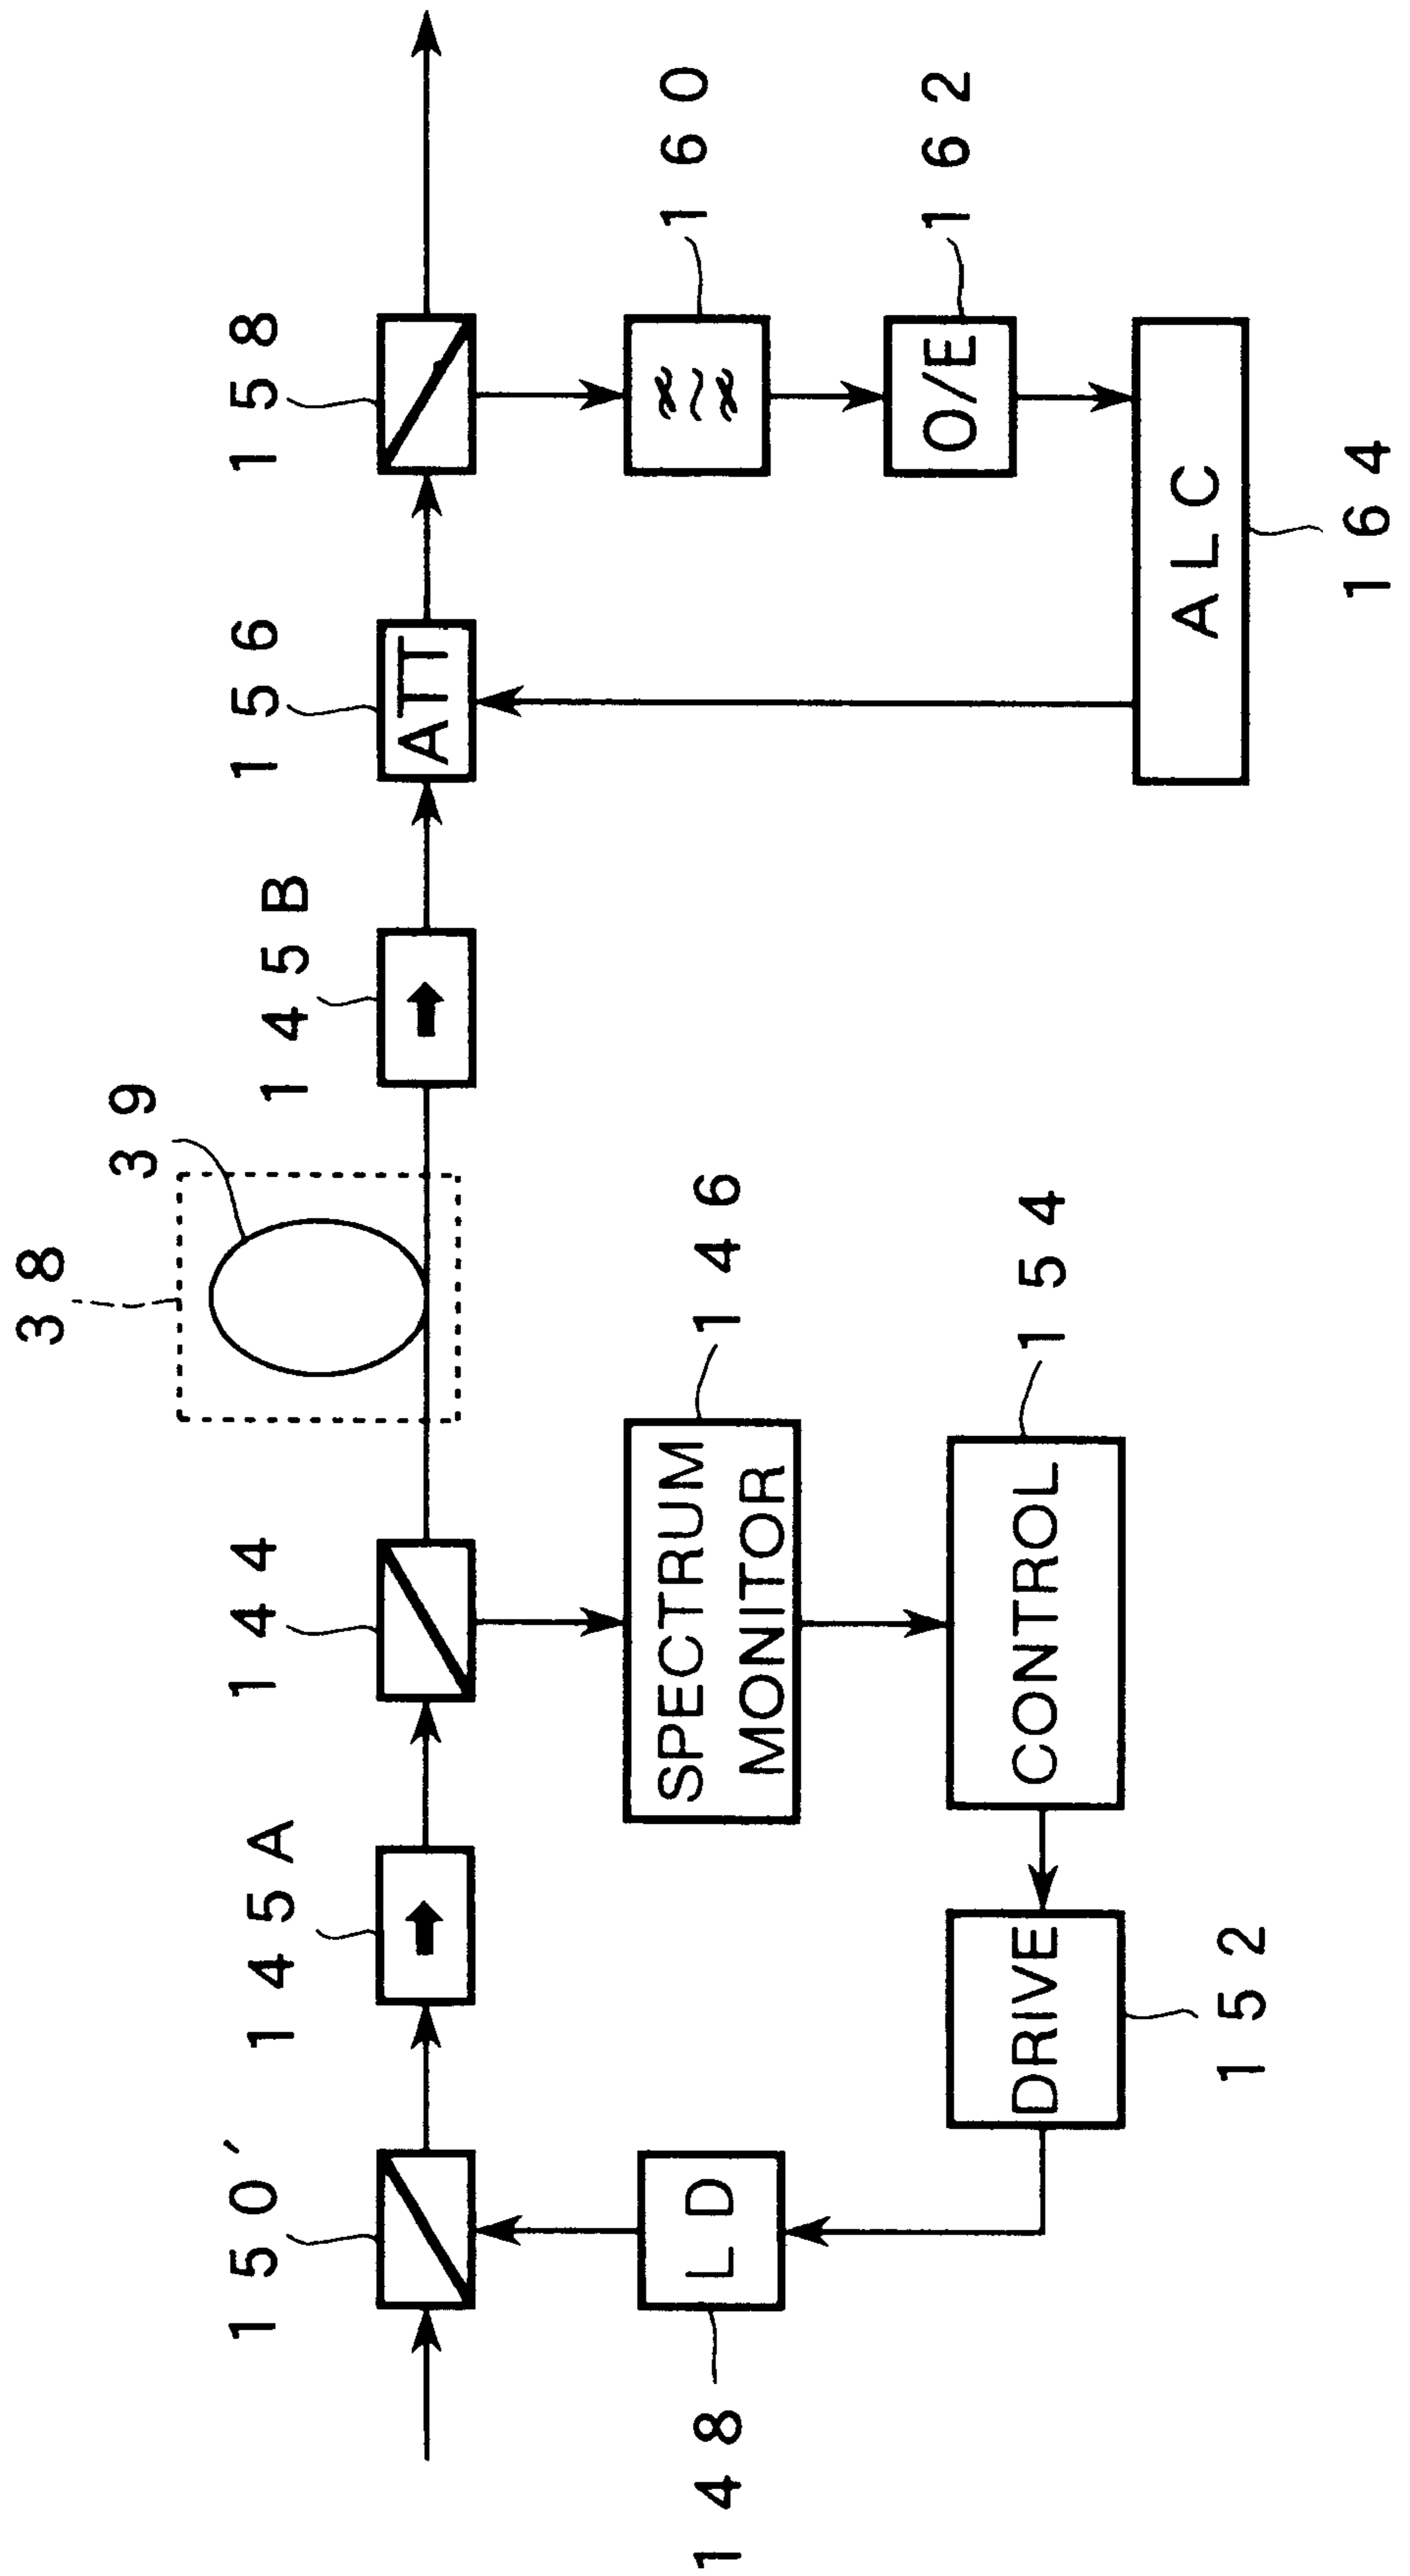 38
39
150'
145A
144
145B
156
158
ATT
148
LD
SPECTRUM
MONITOR
146
160
DRIVE
152
CONTROL
154
O/E
162
ALC
164